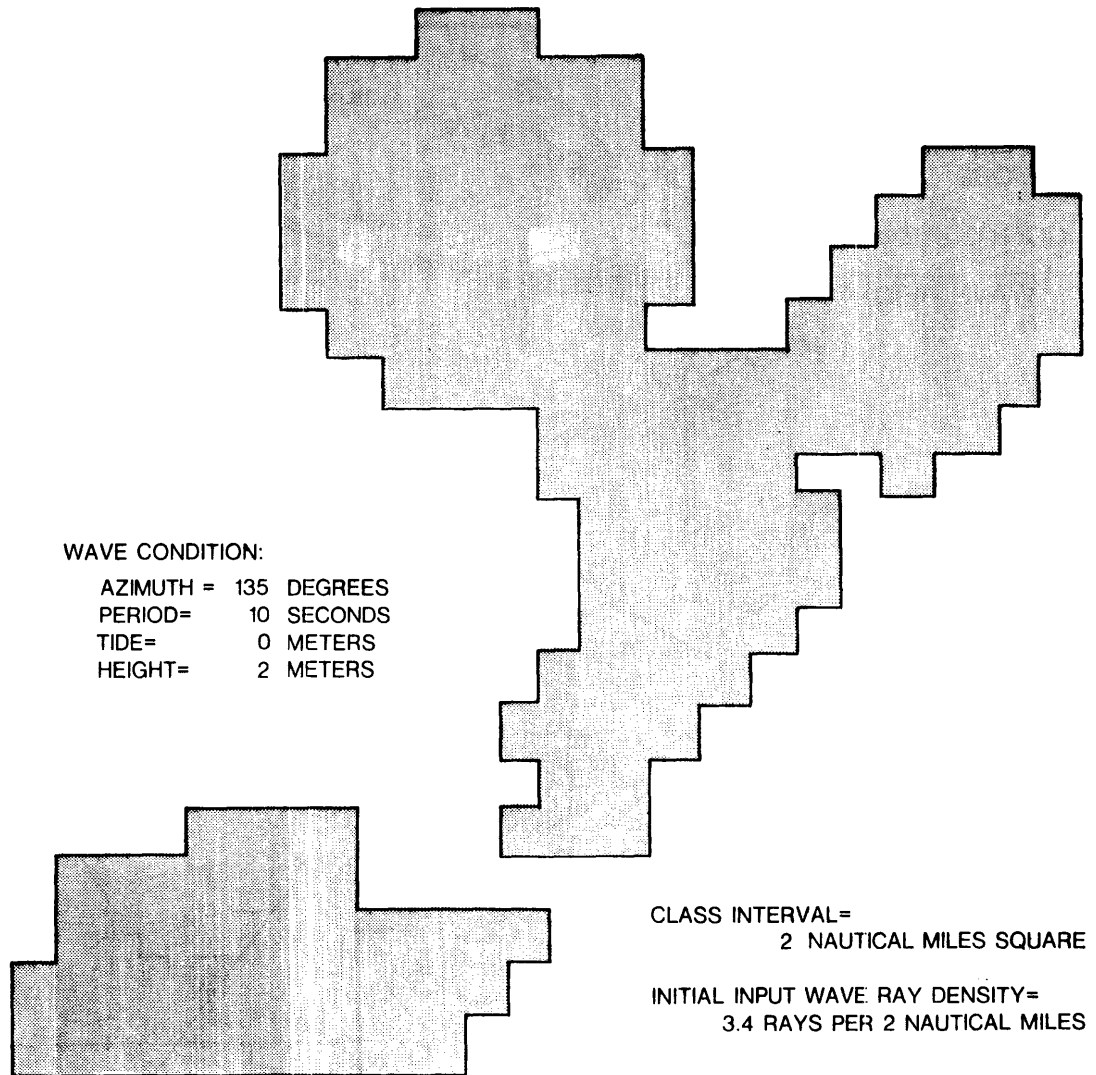 WAVE CONDITION:
AZIMUTH = 135 DEGREES
PERIOD= 10 SECONDS
TIDE= 0 METERS
HEIGHT= 2 METERS
CLASS INTERVAL=
2 NAUTICAL MILES SQUARE
INITIAL INPUT WAVE RAY DENSITY=
3.4 RAYS PER 2 NAUTICAL MILES